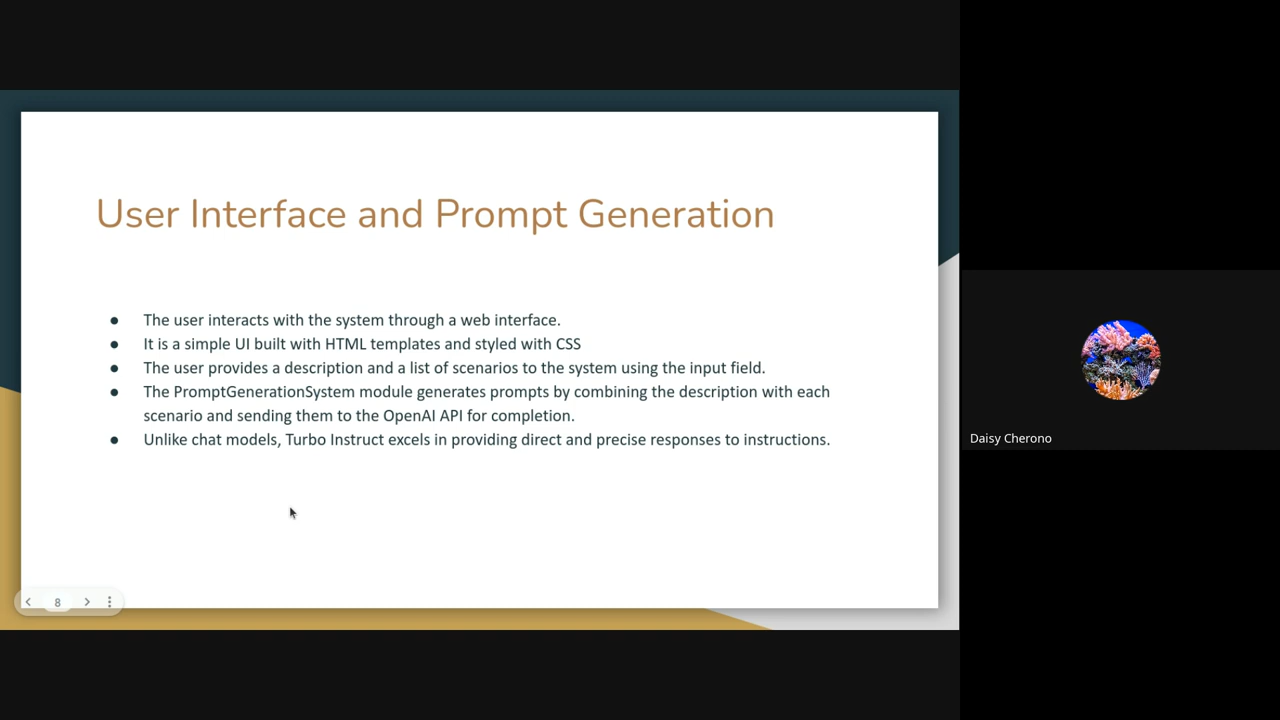 User Interface and Prompt Generation
● The user interacts with the system through a web interface.
● It is a simple UI built with HTML templates and styled with CSS
● The user provides a description and a list of scenarios to the system using the input field.
● The PromptGenerationSystem module generates prompts by combining the description with each
scenario and sending them to the OpenAI API for completion.
● Unlike chat models, Turbo Instruct excels in providing direct and precise responses to instructions.
8
Daisy Cherono